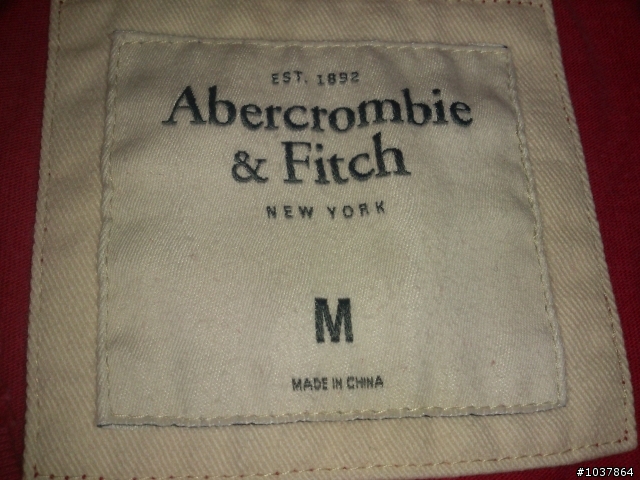 EST. 1892
Abercrombie
& Fitch
NEW YORK
M
MADE IN CHINA
#1037864